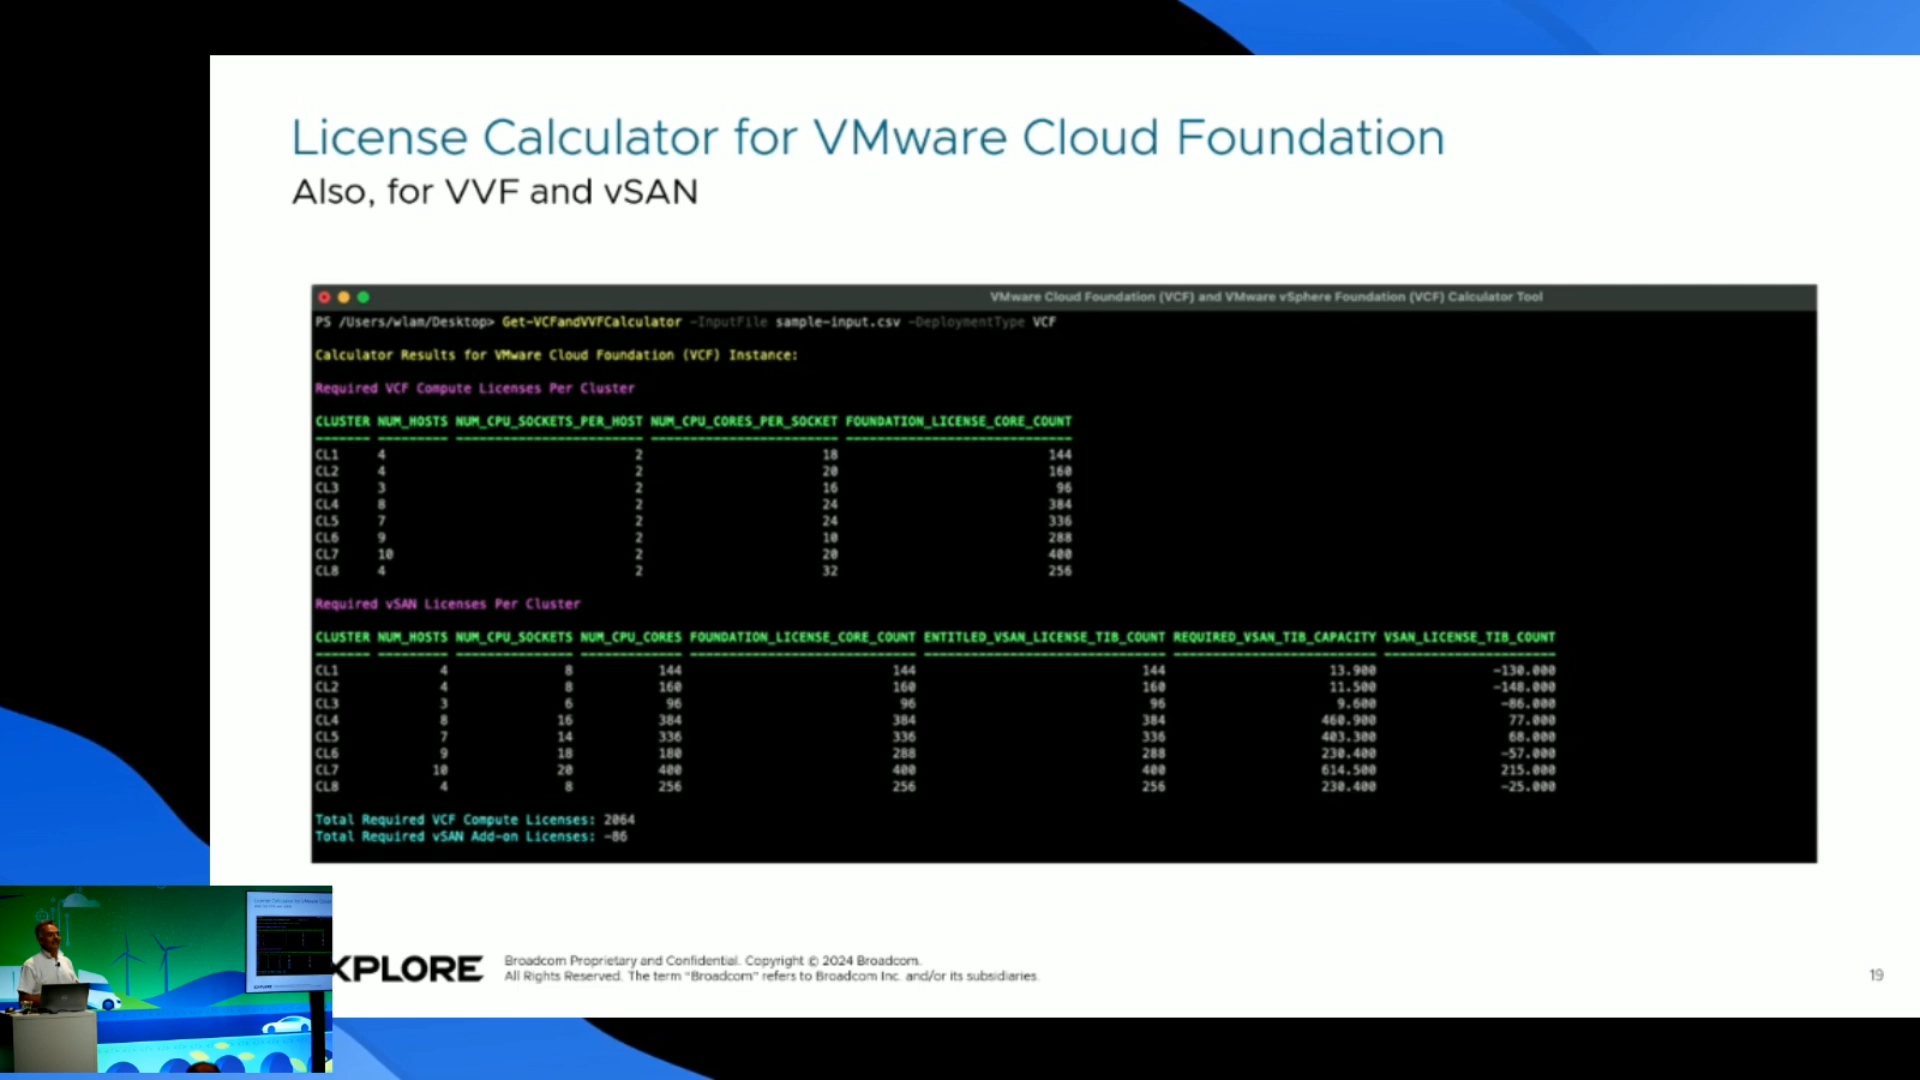 License Calculator for VMware Cloud Foundation
Also, for VVF and vSAN
VMware Cloud Foundation (VCF) and VMware vSphere Foundation (VCF) Calculator Tool
PS /Users/wlam/Desktop> Get-VCFandVVFCalculator -InputFile sample-input.csv -DeploymentType VCF
Calculator Results for VMware Cloud Foundation (VCF) Instance:
Required VCF Compute Licenses Per Cluster
CLUSTER NUM_HOSTS NUM_CPU_SOCKETS_PER_HOST NUM_CPU_CORES_PER_SOCKET FOUNDATION_LICENSE_CORE_COUNT
CL1 4 2 18 144
CL2 4 2 20 160
CL3 3 2 16 96
CL4 8 2 24 384
CL5 7 2 24 336
CL6 9 2 10 288
CL7 10 2 20 400
CL8 4 2 32 256
Required vSAN Licenses Per Cluster
CLUSTER NUM_HOSTS NUM_CPU_SOCKETS NUM_CPU_CORES FOUNDATION_LICENSE_CORE_COUNT ENTITLED_VSAN_LICENSE_TIB_COUNT REQUIRED_VSAN_TIB_CAPACITY VSAN_LICENSE_TIB_COUNT
CL1 4 8 144 144 144 13.900 -130.000
CL2 4 8 160 160 160 11.500 -148.000
CL3 3 6 96 96 96 9.600 -86.000
CL4 8 16 384 384 384 460.900 77.000
CL5 7 14 336 336 336 403.300 68.000
CL6 9 18 180 288 288 230.400 -57.000
CL7 10 20 400 400 400 614.500 215.000
CL8 4 8 256 256 256 230.400 -25.000
Total Required VCF Compute Licenses: 2064
Total Required vSAN Add-on Licenses: -86
XPLORE
Broadcom Proprietary and Confidential. Copyright © 2024 Broadcom.
All Rights Reserved. The term "Broadcom" refers to Broadcom Inc. and/or its subsidiaries.
19